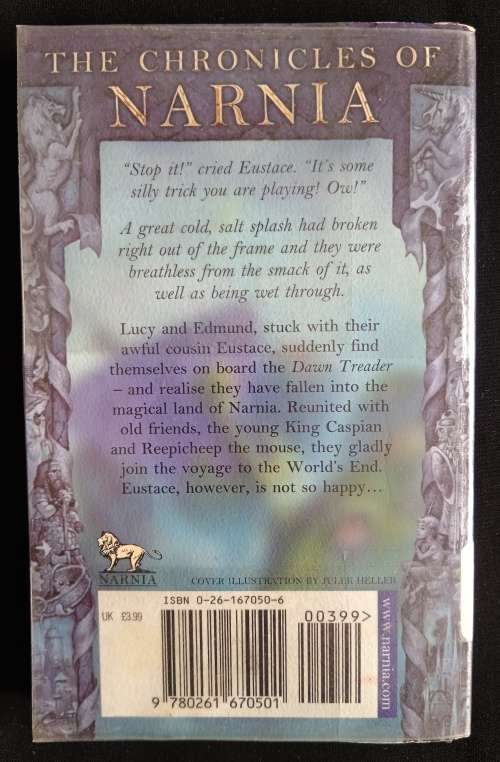 THE CHRONICLES OF
NARNIA
“Stop it!” cried Eustace. “It's some
silly trick you are playing! Ow!”
A great cold, salt splash had broken
right out of the frame and they were
breathless from the smack of it, as
well as being wet through.
Lucy and Edmund, stuck with their
awful cousin Eustace, suddenly find
themselves on board the Dawn Treader
– and realise they have fallen into the
magical land of Narnia. Reunited with
old friends, the young King Caspian
and Reepicheep the mouse, they gladly
join the voyage to the World's End.
Eustace, however, is not so happy...
NARNIA
COVER ILLUSTRATION BY JULEK HELLER
ISBN 0-26-167050-6
UK £3.99
00399>
9 780261 670501
www.narnia.com